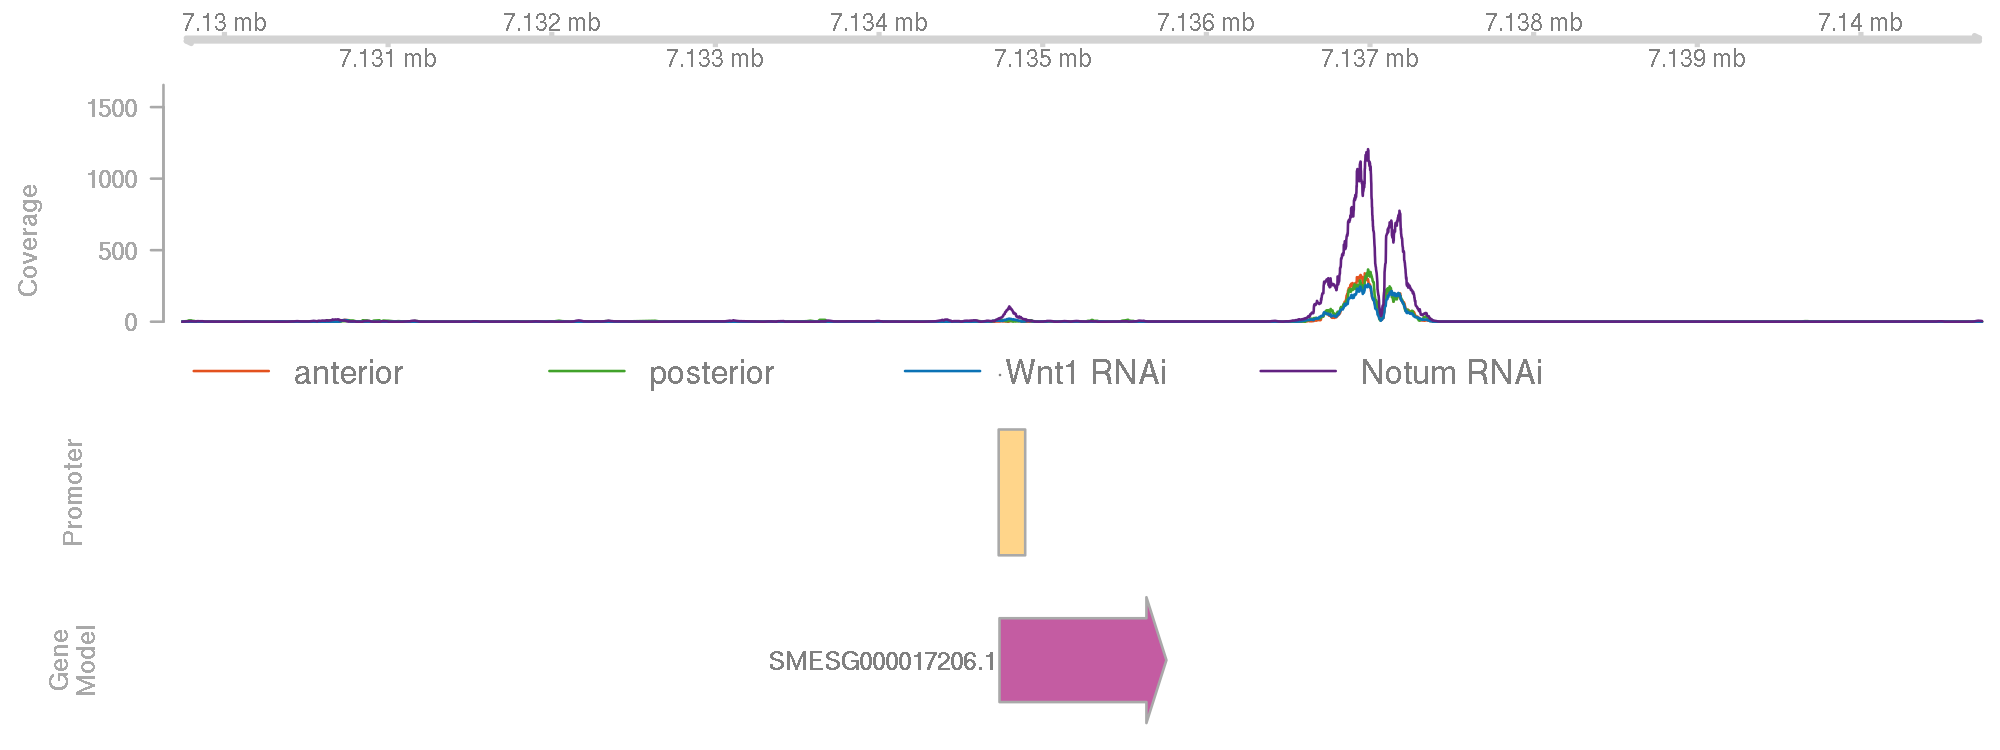 7.13 mb 7.132 mb 7.134 mb 7.136 mb 7.138 mb 7.14 mb
7.131 mb 7.133 mb 7.135 mb 7.137 mb 7.139 mb
Coverage
1500
1000
500
0
anterior posterior Wnt1 RNAi Notum RNAi
Promoter
Gene
Model
SMESG000017206.1